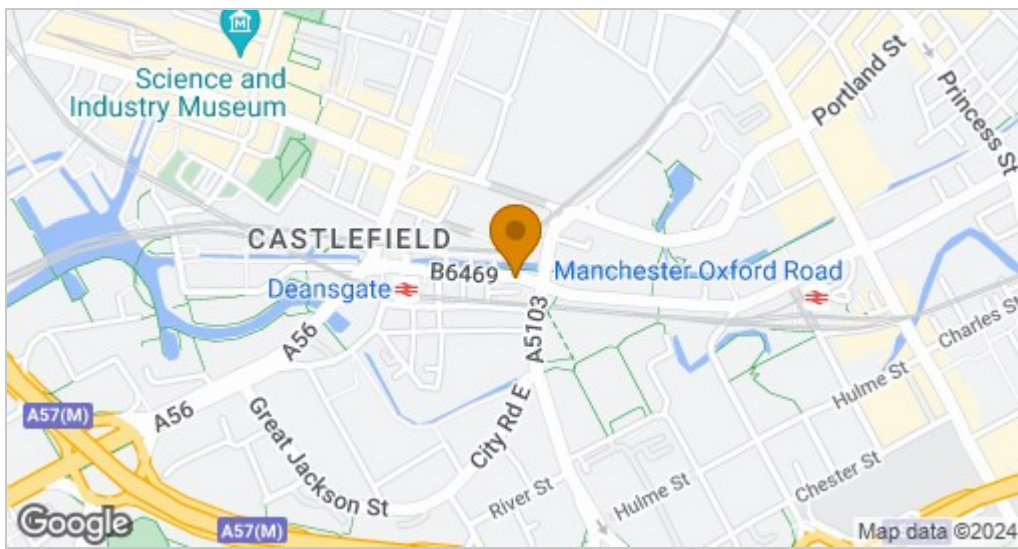 M
Science and
Industry Museum
Portland St
Princess St
CASTLEFIELD
B6469
Manchester Oxford Road
Deansgate
A5103
A56
Charles St
Hulme St
A57(M)
A56
Great Jackson St
City Rd E
Chester St
River St
Hulme St
Google
A57(M)
Map data ©2024